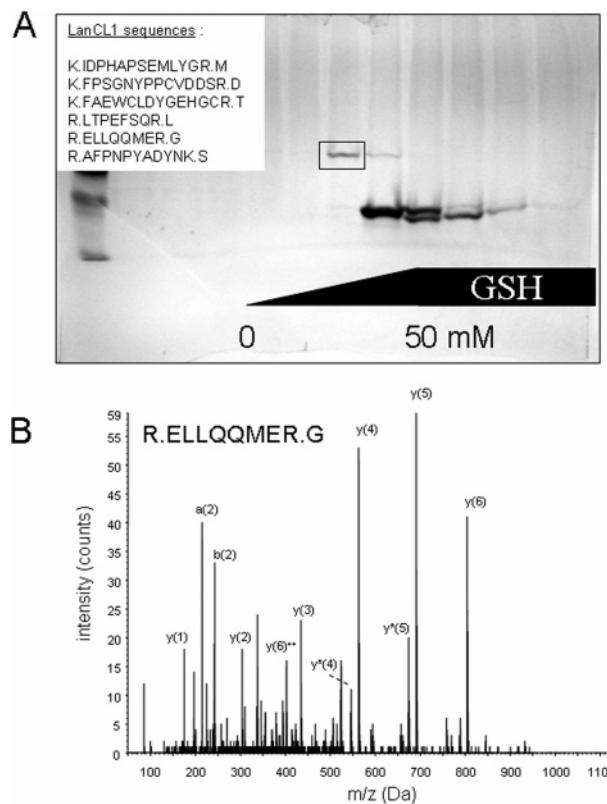 A
LanCL1 sequences :
K.IDPHAPSEMLYGR.M
K.FPSGNYPPCVDDSR.D
K.FAEWCLDYGEHGCR.T
R.LTPEFSQR.L
R.ELLQQMER.G
R.AFPNPYADYNK.S
GSH
0 50 mM
B
R.ELLQQMER.G
59
55
50
45
40
35
30
25
20
15
10
5
0
intensity (counts)
y(1)
a(2)
b(2)
y(2)
y(6)••
y(3)
y*(4)
y(4)
y*(5)
y(5)
y(6)
100 200 300 400 500 600 700 800 900 1000 1100
m/z (Da)